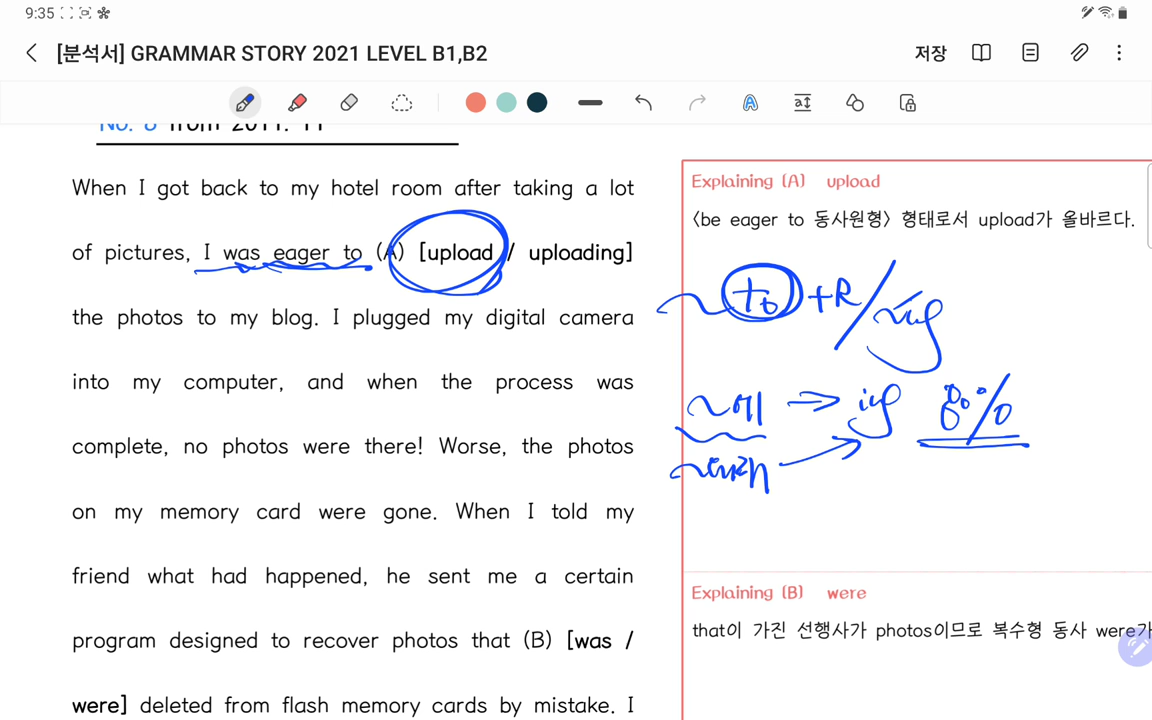 9:35
[분석서] GRAMMAR STORY 2021 LEVEL B1,B2
저장
No. 8 from 2011. 11
When I got back to my hotel room after taking a lot
of pictures, I was eager to (A) [upload / uploading]
the photos to my blog. I plugged my digital camera
into my computer, and when the process was
complete, no photos were there! Worse, the photos
on my memory card were gone. When I told my
friend what had happened, he sent me a certain
program designed to recover photos that (B) [was /
were] deleted from flash memory cards by mistake. I
Explaining (A) upload
<be eager to 동사원형> 형태로서 upload가 올바르다.
~ to +R/~ing
~에 → ing 80%
Explaining (B) were
that이 가진 선행사가 photos이므로 복수형 동사 were가